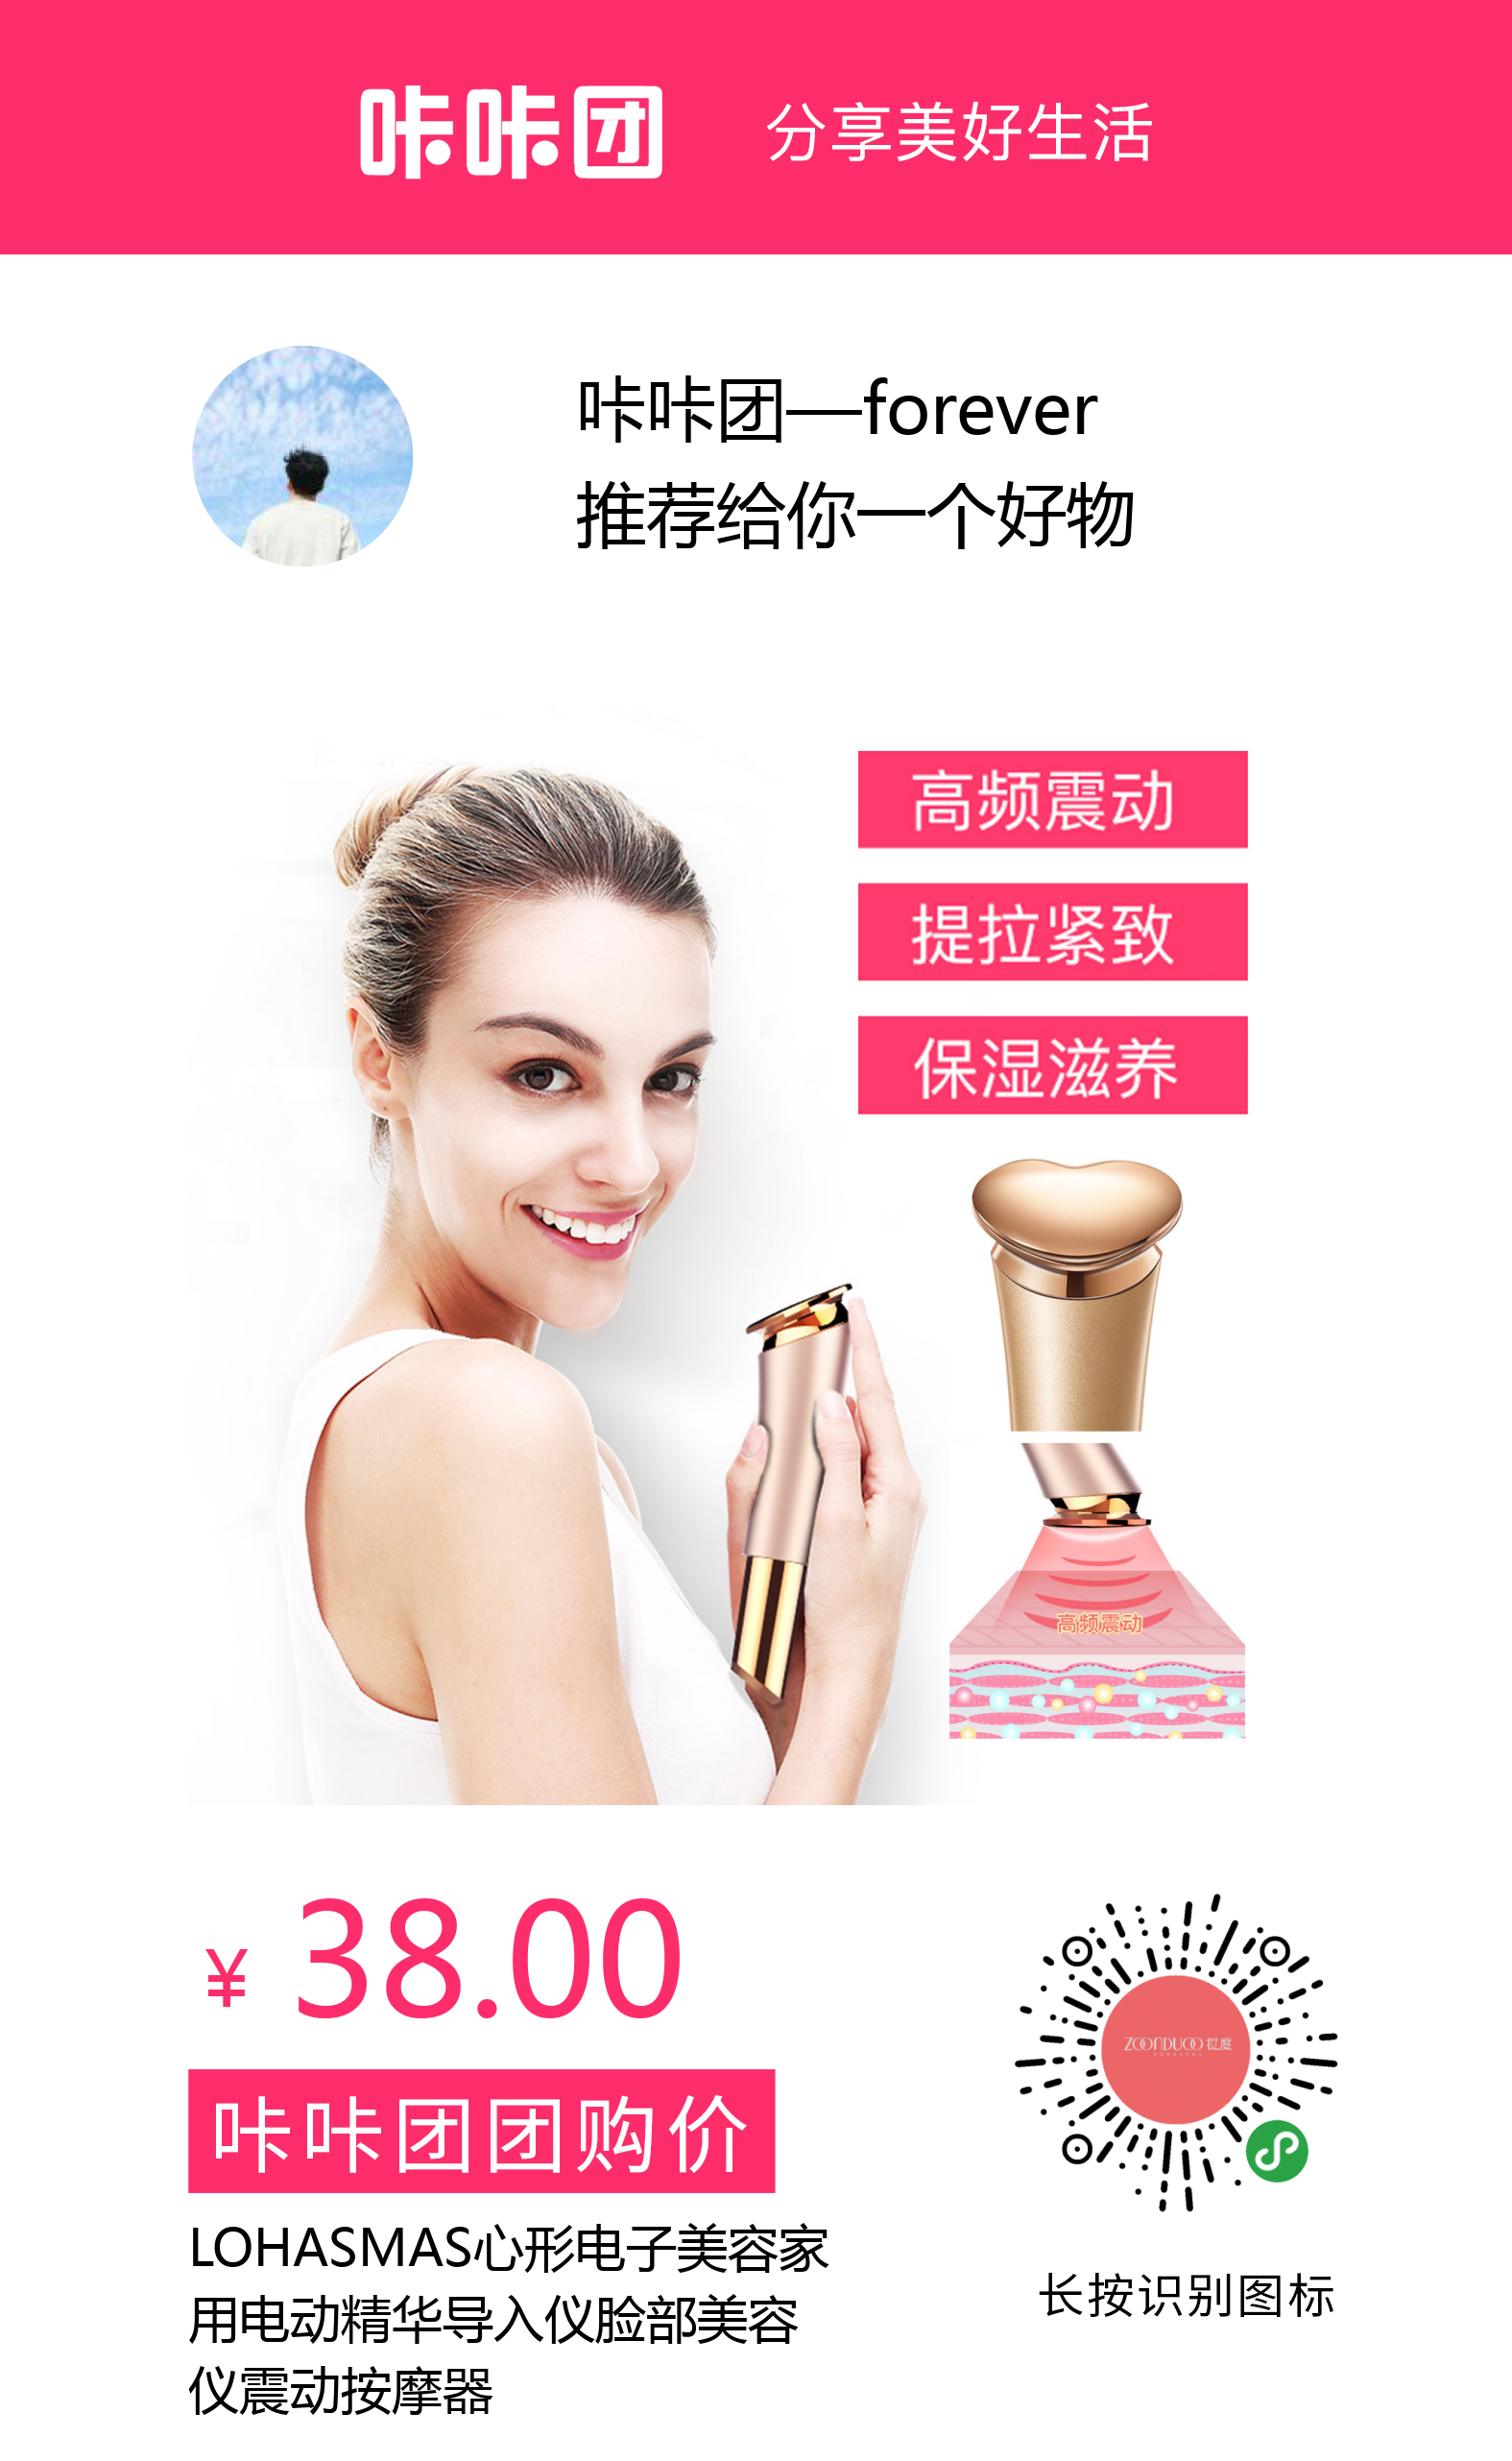 咔咔团 分享美好生活
咔咔团—forever
推荐给你一个好物
高频震动
提拉紧致
保湿滋养
高频震动
¥ 38.00
咔咔团团购价
LOHASMAS心形电子美容家
用电动精华导入仪脸部美容
仪震动按摩器
ZOONDUOO
长按识别图标